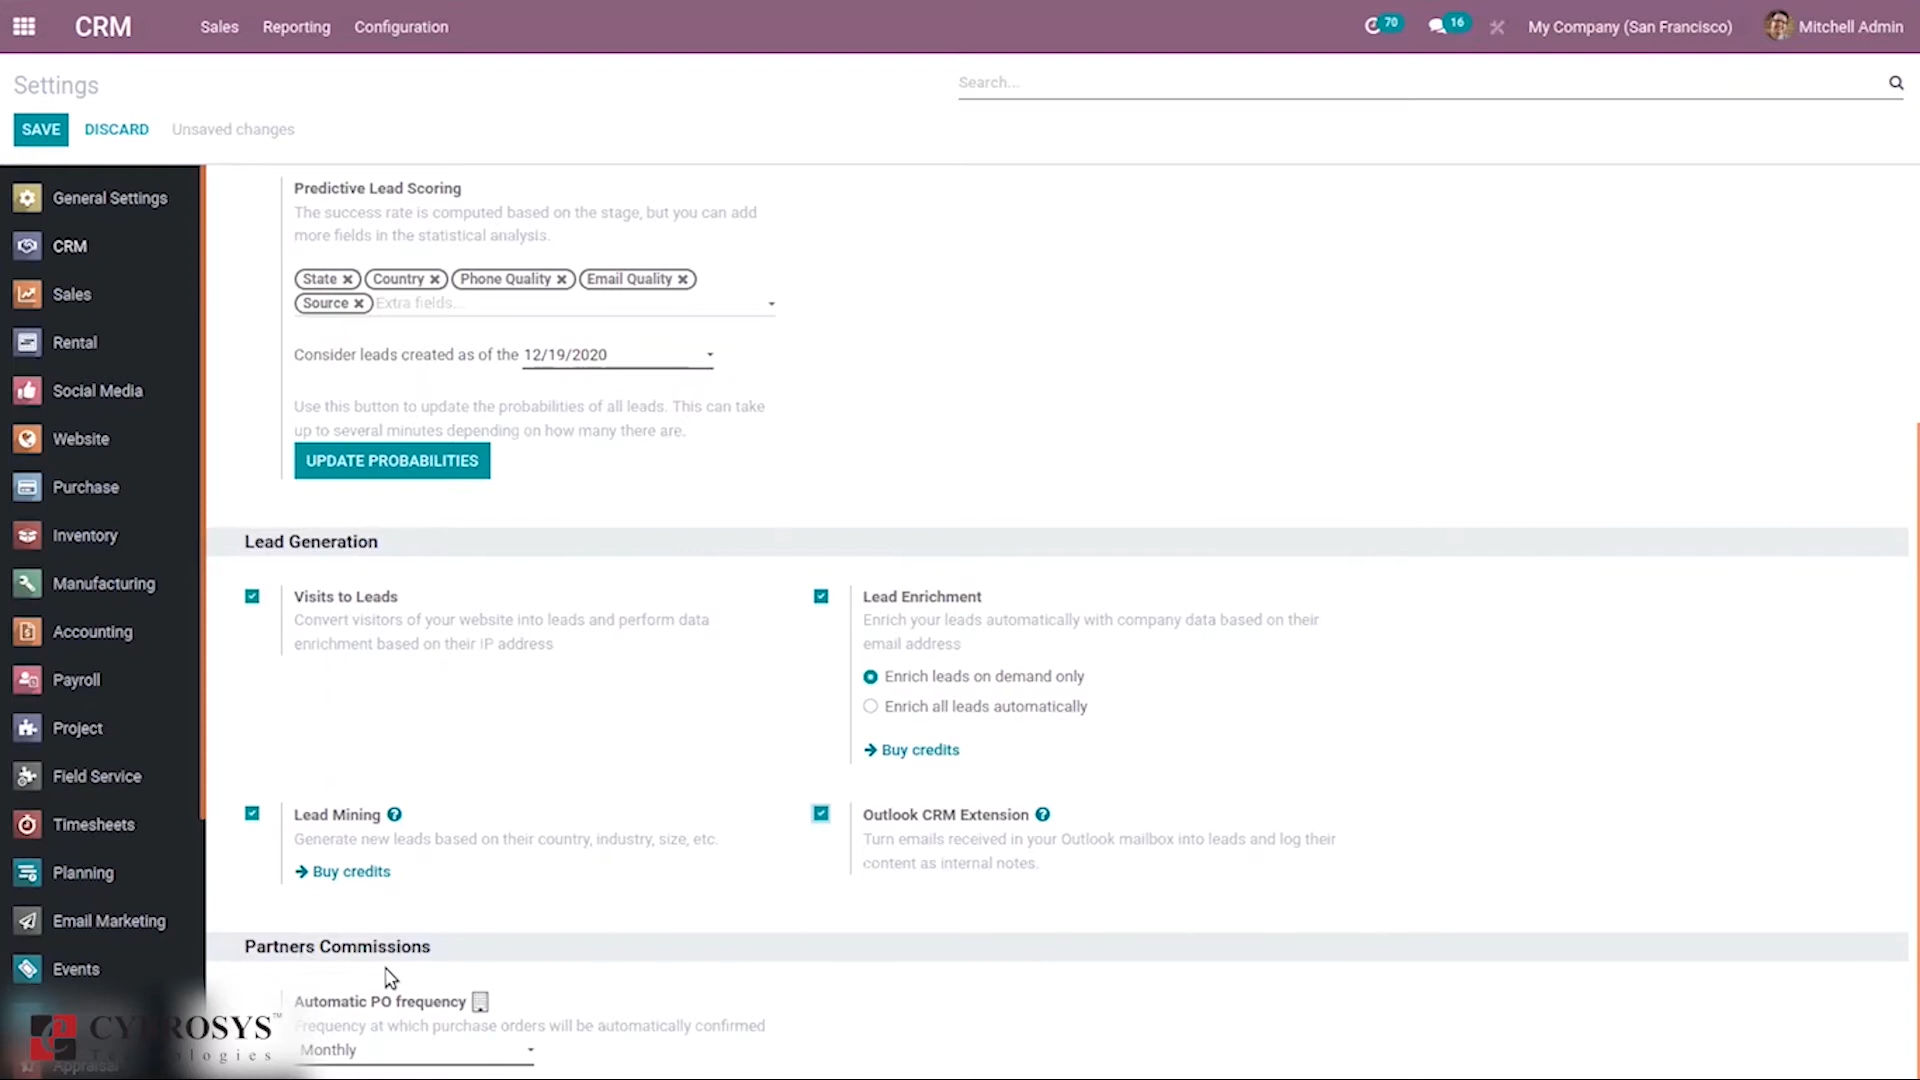 CRM
Sales Reporting Configuration
70
16
My Company (San Francisco)
Mitchell Admin
Settings
Search...
SAVE DISCARD Unsaved changes
General Settings
CRM
Sales
Rental
Social Media
Website
Purchase
Inventory
Manufacturing
Accounting
Payroll
Project
Field Service
Timesheets
Planning
Email Marketing
Events
Appraisal
Predictive Lead Scoring
The success rate is computed based on the stage, but you can add
more fields in the statistical analysis.
State × Country × Phone Quality × Email Quality ×
Source × Extra fields...
Consider leads created as of the 12/19/2020
Use this button to update the probabilities of all leads. This can take
up to several minutes depending on how many there are.
UPDATE PROBABILITIES
Lead Generation
Visits to Leads
Convert visitors of your website into leads and perform data
enrichment based on their IP address
Lead Enrichment
Enrich your leads automatically with company data based on their
email address
Enrich leads on demand only
Enrich all leads automatically
Buy credits
Lead Mining ?
Generate new leads based on their country, industry, size, etc.
Buy credits
Outlook CRM Extension ?
Turn emails received in your Outlook mailbox into leads and log their
content as internal notes.
Partners Commissions
Automatic PO frequency
Frequency at which purchase orders will be automatically confirmed
Monthly
CYBROSYS™
Technologies